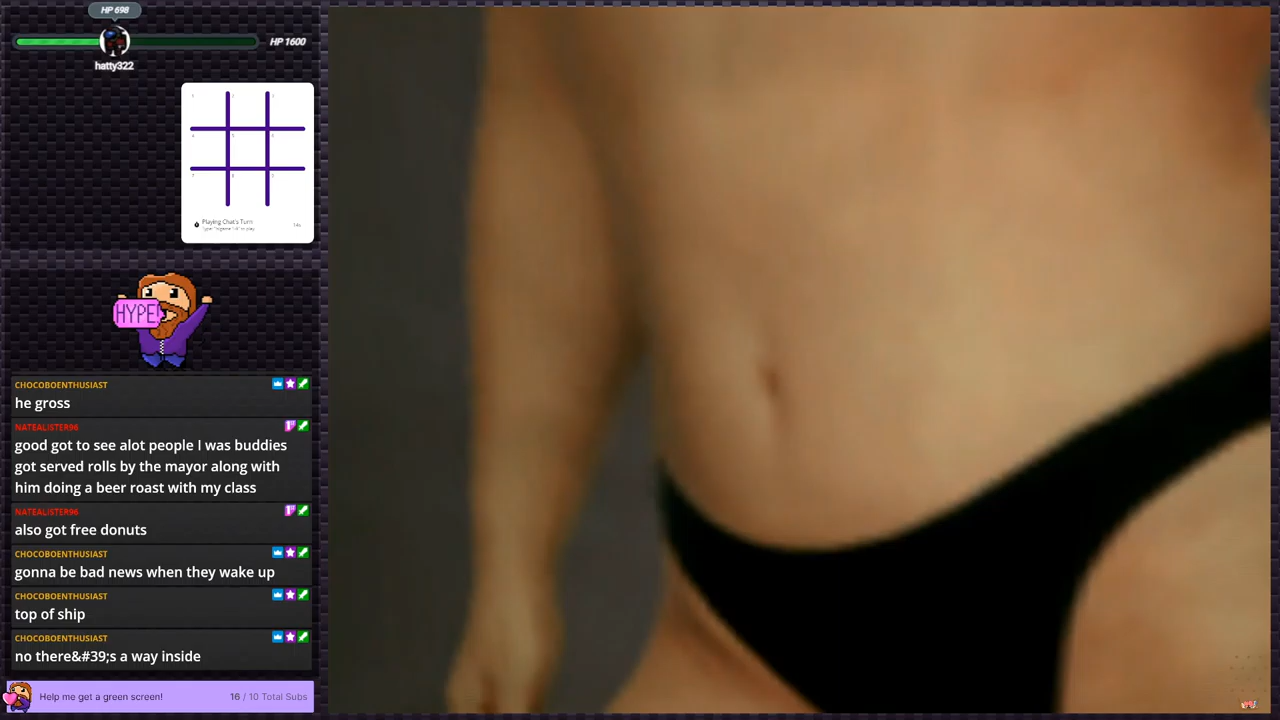 HP 698
HP 1600
hatty322
Playing Chat's Turn
HYPE!
CHOCOBOENTHUSIAST
he gross
NATEALISTER96
good got to see alot people I was buddies
got served rolls by the mayor along with
him doing a beer roast with my class
NATEALISTER96
also got free donuts
CHOCOBOENTHUSIAST
gonna be bad news when they wake up
CHOCOBOENTHUSIAST
top of ship
CHOCOBOENTHUSIAST
no there&#39;s a way inside
Help me get a green screen!
16 / 10 Total Subs